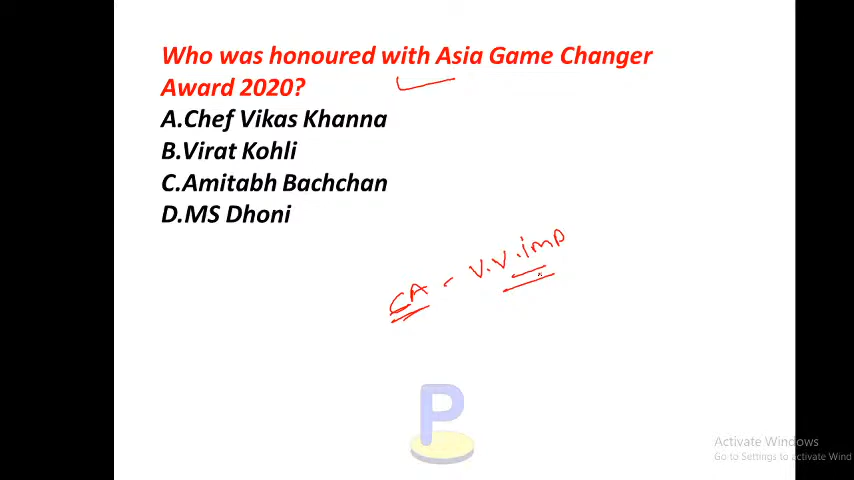 Who was honoured with Asia Game Changer
Award 2020?
A.Chef Vikas Khanna
B.Virat Kohli
C.Amitabh Bachchan
D.MS Dhoni
CA - V.V.imp
P
Activate Windows
Go to Settings to activate Wind